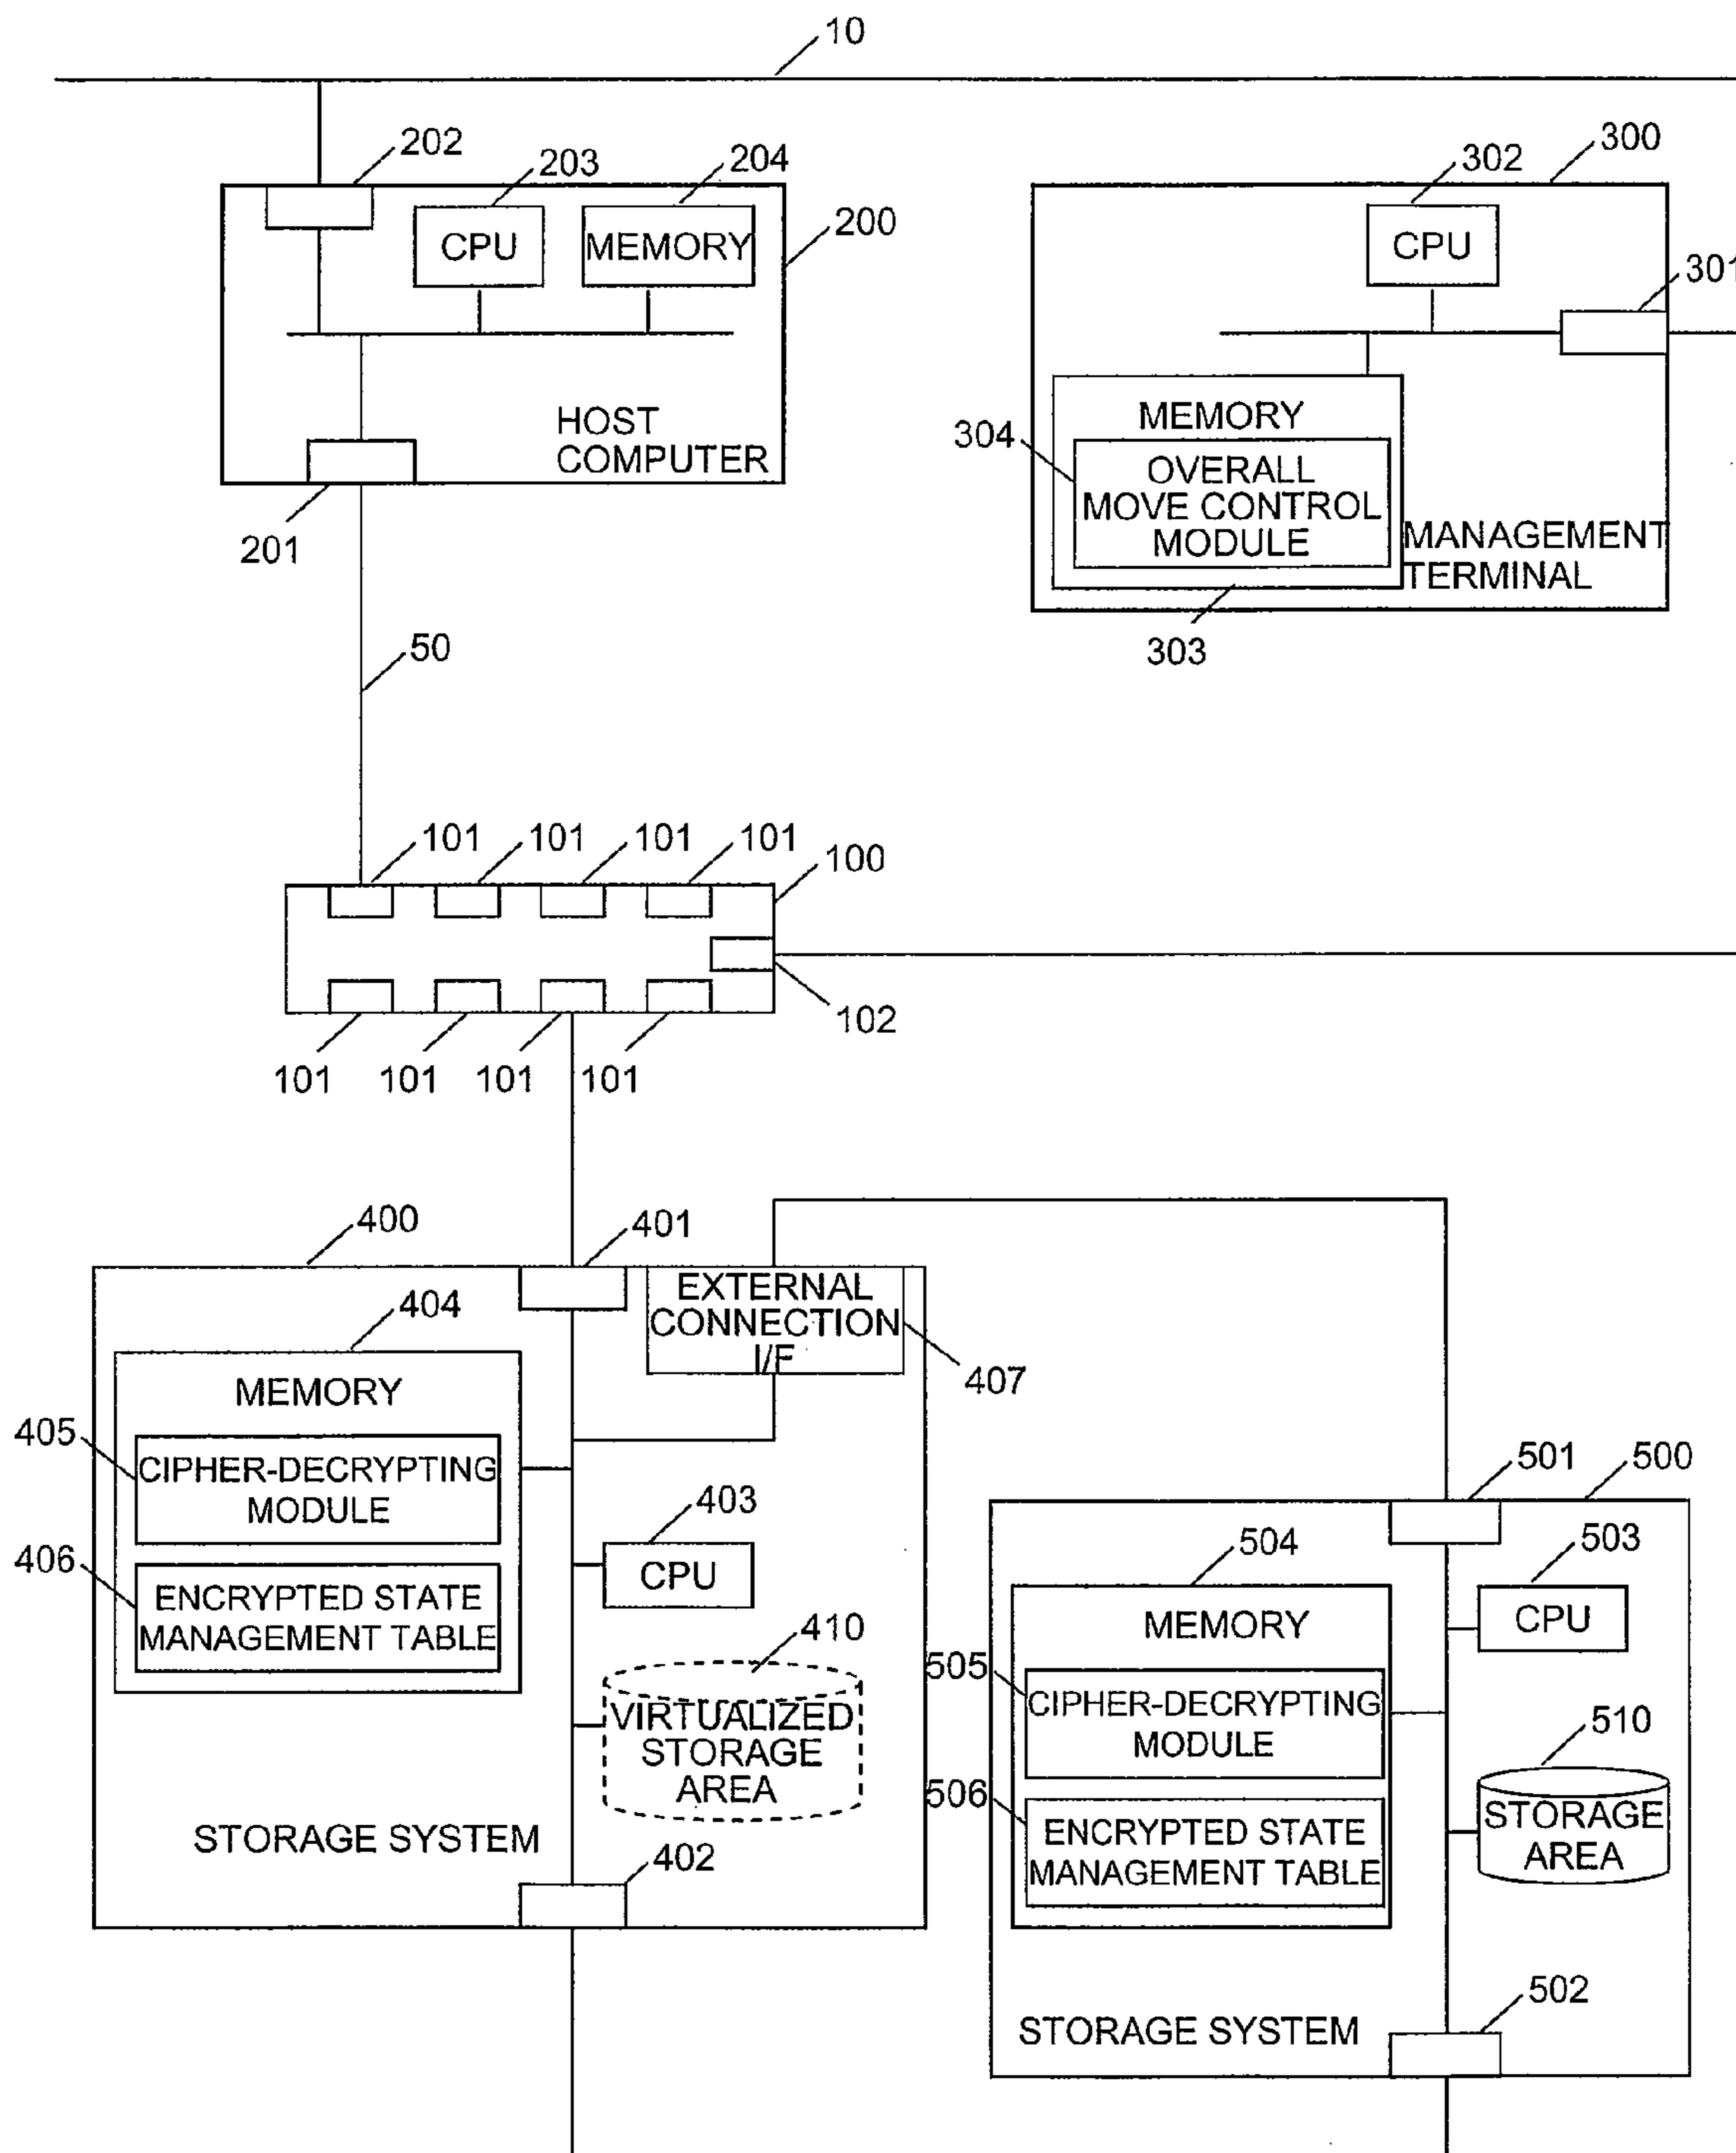 10
202
203
204
200
CPU
MEMORY
HOST
COMPUTER
201
300
302
CPU
301
MEMORY
304
OVERALL
MOVE CONTROL
MODULE
MANAGEMENT
TERMINAL
303
50
101
101
101
101
100
102
101
101
101
101
400
401
EXTERNAL
CONNECTION
I/F
407
404
MEMORY
405
CIPHER-DECRYPTING
MODULE
406
ENCRYPTED STATE
MANAGEMENT TABLE
403
CPU
410
VIRTUALIZED
STORAGE
AREA
STORAGE SYSTEM
402
501
500
504
503
MEMORY
CPU
505
CIPHER-DECRYPTING
MODULE
510
506
ENCRYPTED STATE
MANAGEMENT TABLE
STORAGE
AREA
502
STORAGE SYSTEM